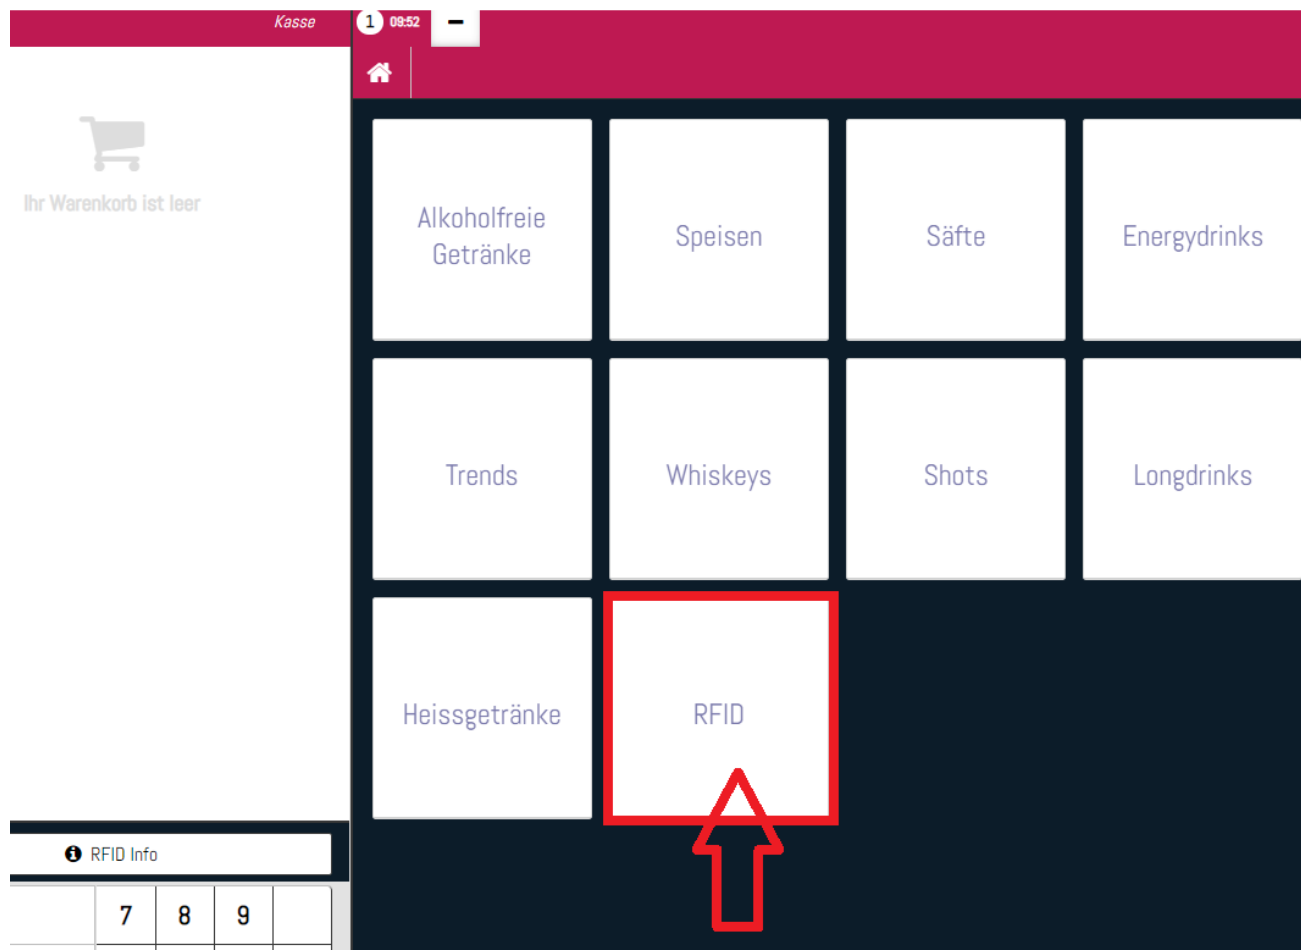 Kasse
1 09:52
Ihr Warenkorb ist leer
Alkoholfreie
Getränke
Speisen
Säfte
Energydrinks
Trends
Whiskeys
Shots
Longdrinks
Heissgetränke
RFID
RFID Info
7 8 9